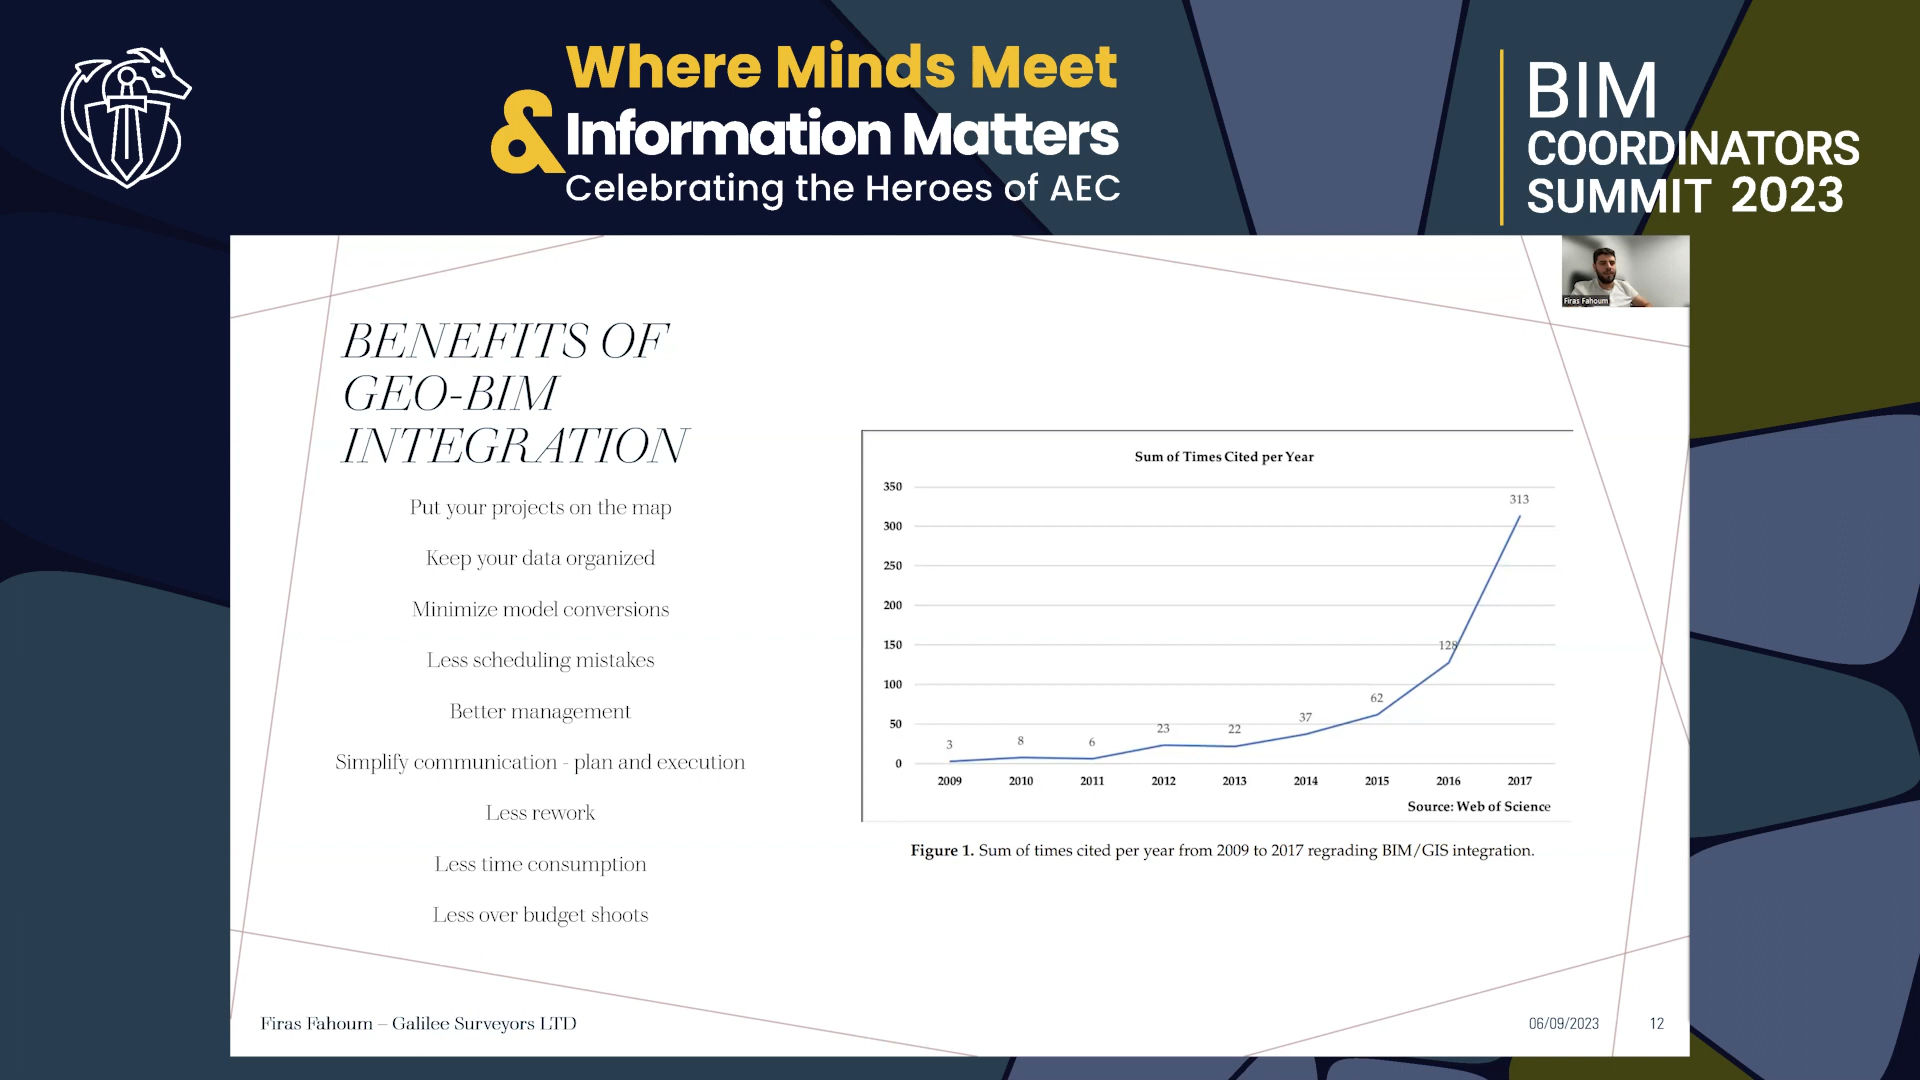 Where Minds Meet
& Information Matters
Celebrating the Heroes of AEC
BIM
COORDINATORS
SUMMIT 2023
Firas Fahoum
BENEFITS OF
GEO-BIM
INTEGRATION
Put your projects on the map
Keep your data organized
Minimize model conversions
Less scheduling mistakes
Better management
Simplify communication - plan and execution
Less rework
Less time consumption
Less over budget shoots
Sum of Times Cited per Year
350
300
250
200
150
100
50
0
3
8
6
23
22
37
62
128
313
2009 2010 2011 2012 2013 2014 2015 2016 2017
Source: Web of Science
Figure 1. Sum of times cited per year from 2009 to 2017 regrading BIM/GIS integration.
Firas Fahoum – Galilee Surveyors LTD
06/09/2023
12